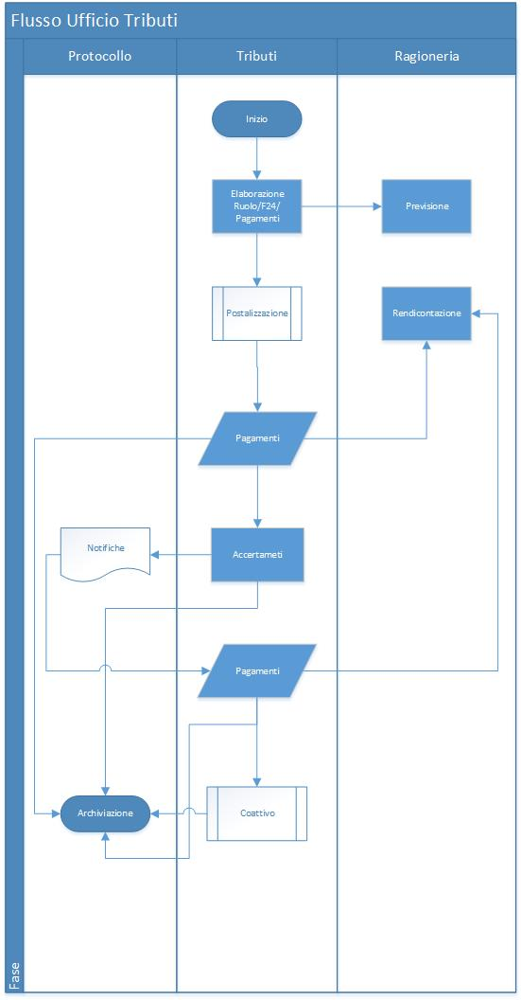 Flusso Ufficio Tributi
Protocollo
Tributi
Ragioneria
Inizio
Elaborazione
Ruolo/F24/
Pagamenti
Previsione
Postalizzazione
Rendicontazione
Pagamenti
Notifiche
Accertameti
Pagamenti
Archiviazione
Coattivo
Fase